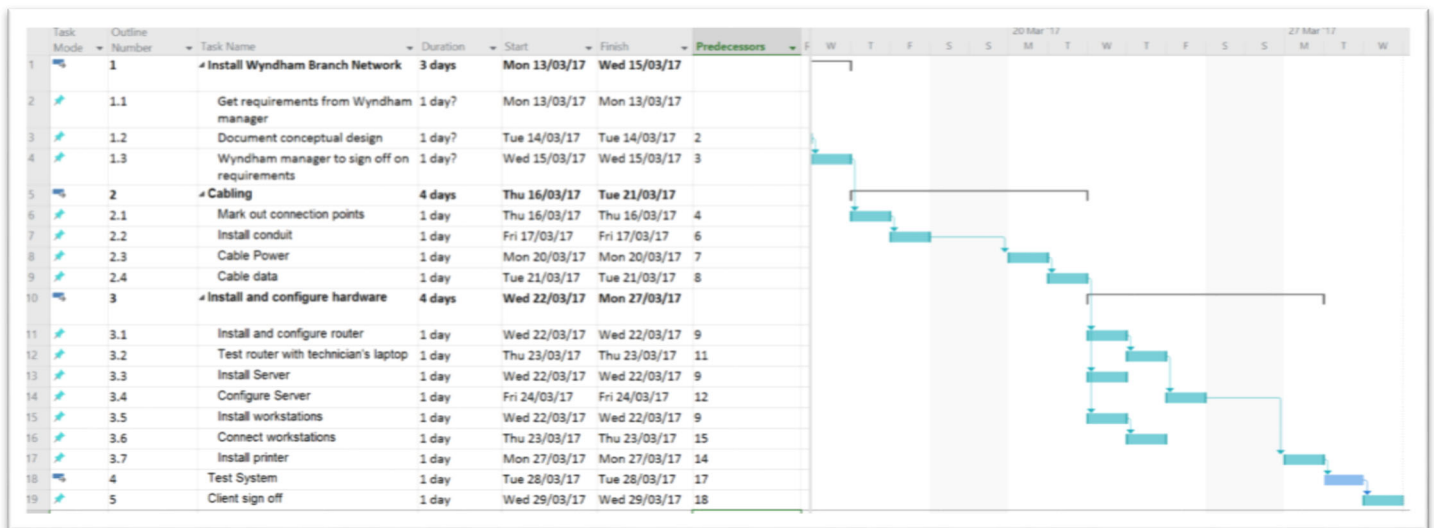 Task Outline 20 Mar '17 27 Mar '17
Mode Number Task Name Duration Start Finish Predecessors W T F S S M T W T F S S M T W
1 1 Install Wyndham Branch Network 3 days Mon 13/03/17 Wed 15/03/17
2 1.1 Get requirements from Wyndham 1 day? Mon 13/03/17 Mon 13/03/17
manager
3 1.2 Document conceptual design 1 day? Tue 14/03/17 Tue 14/03/17 2
4 1.3 Wyndham manager to sign off on 1 day? Wed 15/03/17 Wed 15/03/17 3
requirements
5 2 Cabling 4 days Thu 16/03/17 Tue 21/03/17
6 2.1 Mark out connection points 1 day Thu 16/03/17 Thu 16/03/17 4
7 2.2 Install conduit 1 day Fri 17/03/17 Fri 17/03/17 6
8 2.3 Cable Power 1 day Mon 20/03/17 Mon 20/03/17 7
9 2.4 Cable data 1 day Tue 21/03/17 Tue 21/03/17 8
10 3 Install and configure hardware 4 days Wed 22/03/17 Mon 27/03/17
11 3.1 Install and configure router 1 day Wed 22/03/17 Wed 22/03/17 9
12 3.2 Test router with technician's laptop 1 day Thu 23/03/17 Thu 23/03/17 11
13 3.3 Install Server 1 day Wed 22/03/17 Wed 22/03/17 9
14 3.4 Configure Server 1 day Fri 24/03/17 Fri 24/03/17 12
15 3.5 Install workstations 1 day Wed 22/03/17 Wed 22/03/17 9
16 3.6 Connect workstations 1 day Thu 23/03/17 Thu 23/03/17 15
17 3.7 Install printer 1 day Mon 27/03/17 Mon 27/03/17 14
18 4 Test System 1 day Tue 28/03/17 Tue 28/03/17 17
19 5 Client sign off 1 day Wed 29/03/17 Wed 29/03/17 18